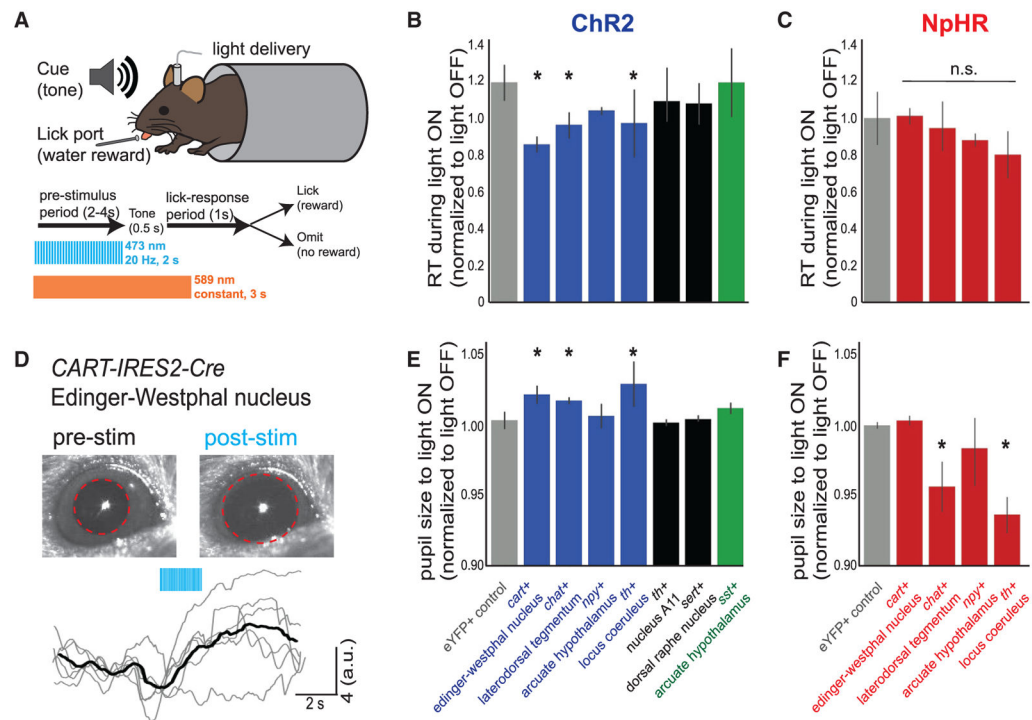 A
light delivery
Cue
(tone)
Lick port
(water reward)
pre-stimulus
period (2-4s)
Tone
(0.5 s)
lick-response
period (1s)
Lick
(reward)
Omit
(no reward)
473 nm
20 Hz, 2 s
589 nm
constant, 3 s
B
ChR2
RT during light ON
(normalized to light OFF)
1.4
1.2
1.0
0.8
0.6
0.4
0.2
0
*
*
*
C
NpHR
RT during light ON
(normalized to light OFF)
1.4
1.2
1.0
0.8
0.6
0.4
0.2
0
n.s.
D
CART-IRES2-Cre
Edinger-Westphal nucleus
pre-stim
post-stim
2 s
4 (a.u.)
E
pupil size to light ON
(normalized to light OFF)
1.05
1.00
0.95
0.90
*
*
*
eYFP+ control
cart+
edinger-westphal nucleus
chat+
laterodorsal tegmentum
npy+
arcuate hypothalamus
th+
locus coeruleus
th+
nucleus A11
sert+
dorsal raphe nucleus
sst+
arcuate hypothalamus
F
pupil size to light ON
(normalized to light OFF)
1.05
1.00
0.95
0.90
*
*
eYFP+ control
cart+
edinger-westphal nucleus
chat+
laterodorsal tegmentum
npy+
arcuate hypothalamus
th+
locus coeruleus